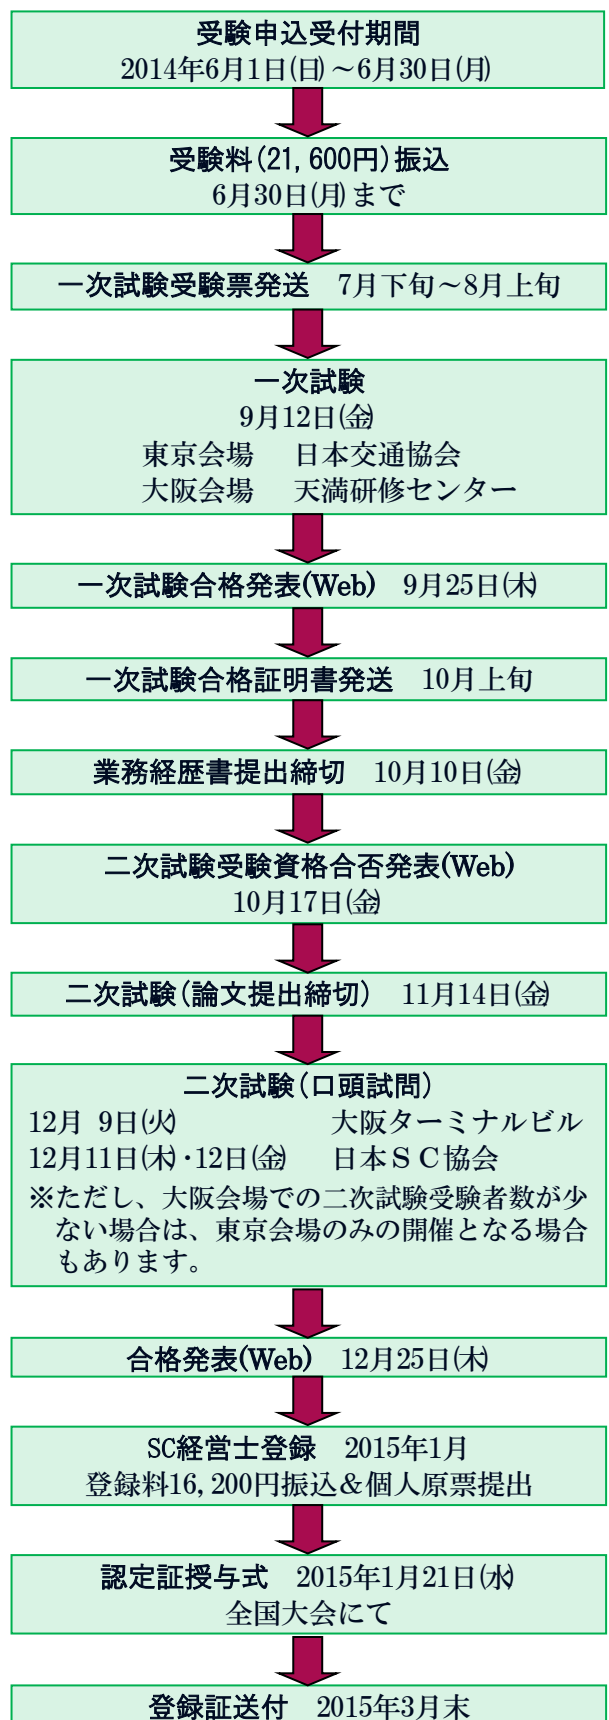 受験申込受付期間
2014年6月1日(日)～6月30日(月)
受験料(21,600円)振込
6月30日(月)まで
一次試験受験票発送　7月下旬～8月上旬
一次試験
9月12日(金)
東京会場　日本交通協会
大阪会場　天満研修センター
一次試験合格発表(Web)　9月25日(木)
一次試験合格証明書発送　10月上旬
業務経歴書提出締切　10月10日(金)
二次試験受験資格合否発表(Web)
10月17日(金)
二次試験(論文提出締切)　11月14日(金)
二次試験(口頭試問)
12月 9日(火)　大阪ターミナルビル
12月11日(木)・12日(金)　日本ＳＣ協会
※ただし、大阪会場での二次試験受験者数が少
ない場合は、東京会場のみの開催となる場合
もあります。
合格発表(Web)　12月25日(木)
SC経営士登録　2015年1月
登録料16,200円振込&個人原票提出
認定証授与式　2015年1月21日(水)
全国大会にて
登録証送付　2015年3月末